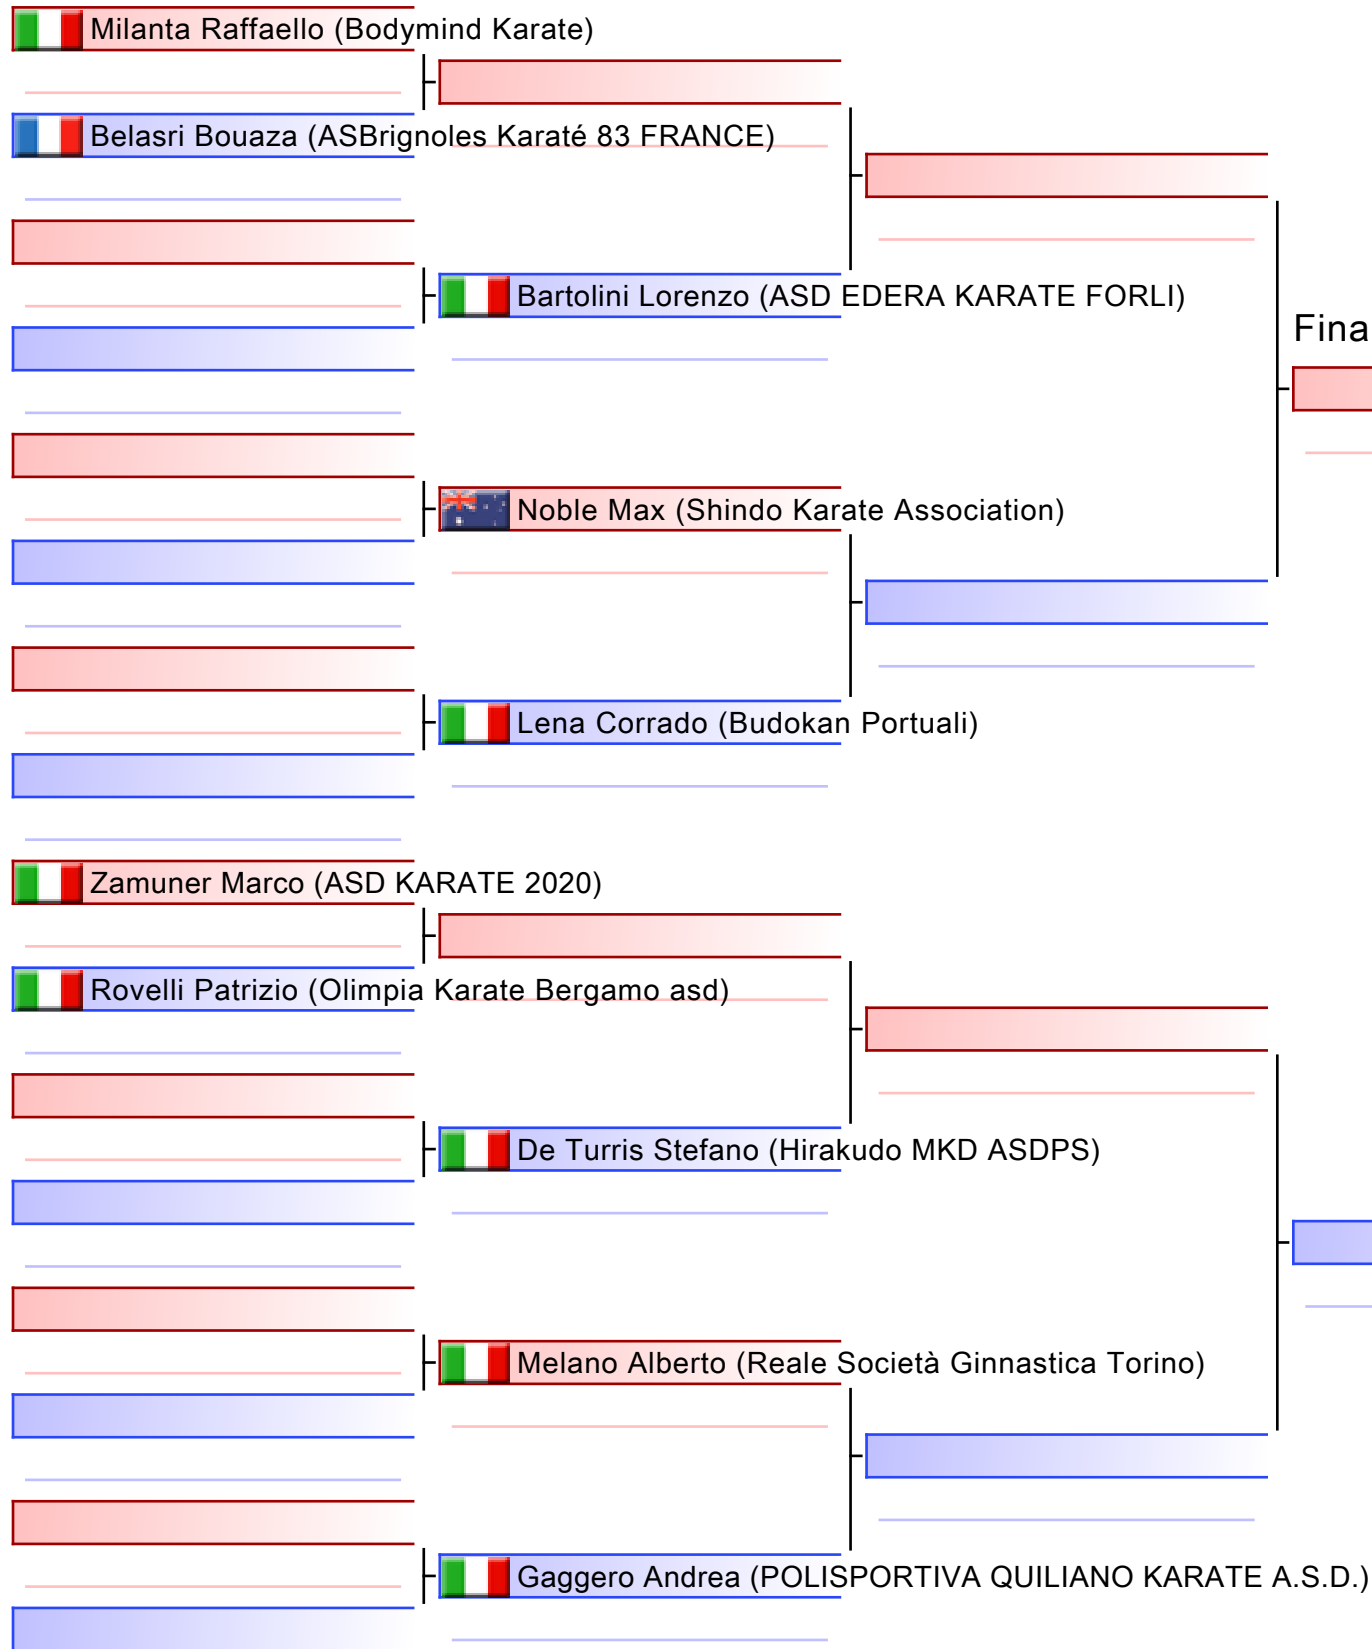 Milanta Raffaello (Bodymind Karate)
Belasri Bouaza (ASBrignoles Karaté 83 FRANCE)
Bartolini Lorenzo (ASD EDERA KARATE FORLI)
Fina
Noble Max (Shindo Karate Association)
Lena Corrado (Budokan Portuali)
Zamuner Marco (ASD KARATE 2020)
Rovelli Patrizio (Olimpia Karate Bergamo asd)
De Turris Stefano (Hirakudo MKD ASDPS)
Melano Alberto (Reale Società Ginnastica Torino)
Gaggero Andrea (POLISPORTIVA QUILIANO KARATE A.S.D.)